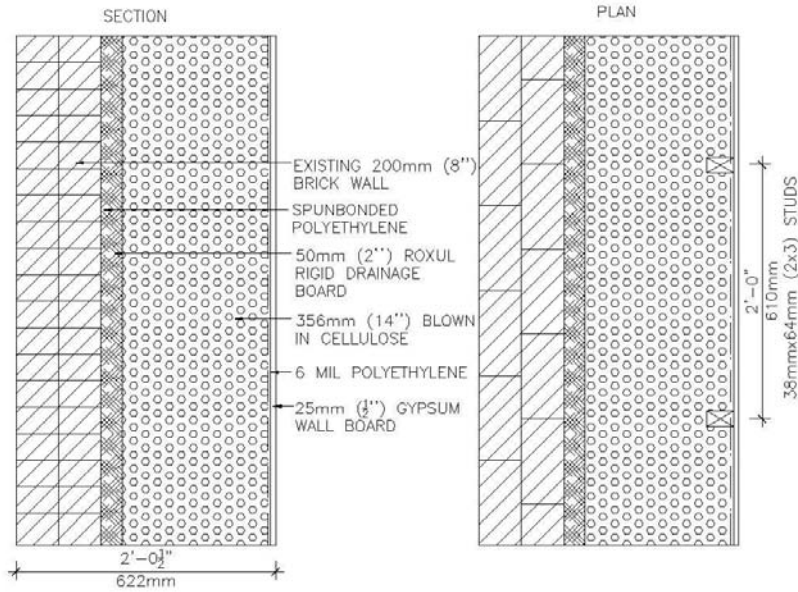 SECTION
PLAN
EXISTING 200mm (8")
BRICK WALL
SPUNBONDED
POLYETHYLENE
50mm (2") ROXUL
RIGID DRAINAGE
BOARD
356mm (14") BLOWN
IN CELLULOSE
6 MIL POLYETHYLENE
25mm (½") GYPSUM
WALL BOARD
2'-0"
610mm
38mmx64mm (2x3) STUDS
2'-0½"
622mm